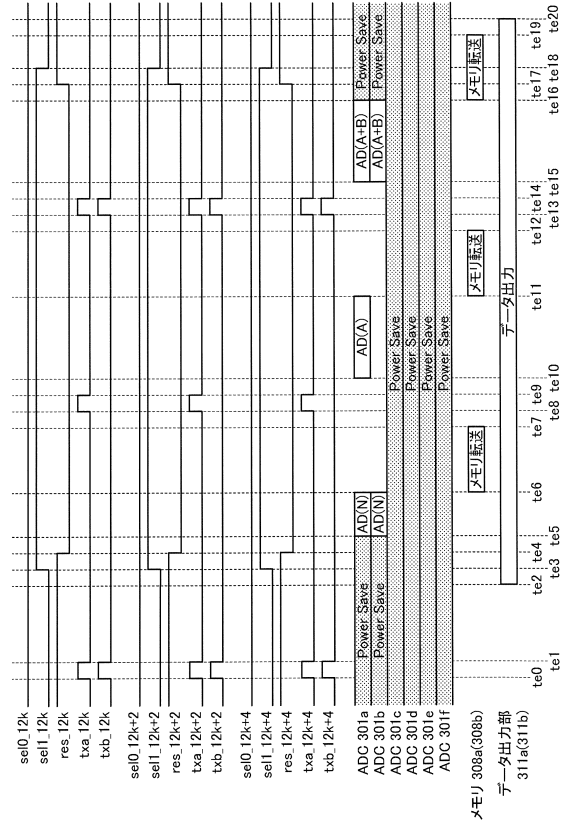 sel0_12k
sel1_12k
res_12k
txa_12k
txb_12k
sel0_12k+2
sel1_12k+2
res_12k+2
txa_12k+2
txb_12k+2
sel0_12k+4
sel1_12k+4
res_12k+4
txa_12k+4
txb_12k+4
ADC 301a Power Save AD(N) AD(A) AD(A+B) Power Save
ADC 301b Power Save AD(N) AD(A+B) Power Save
ADC 301c Power Save
ADC 301d Power Save
ADC 301e Power Save
ADC 301f Power Save
メモリ 308a(308b) メモリ転送 メモリ転送 メモリ転送
データ出力部 データ出力
311a(311b)
te0 te1 te2 te3 te4 te5 te6 te7 te8 te9 te10 te11 te12 te13 te14 te15 te16 te17 te18 te19 te20